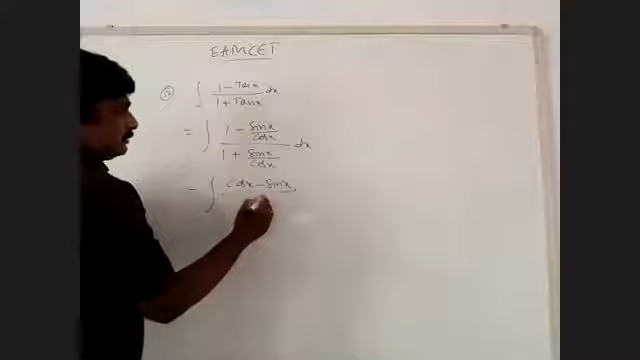 EAMCET
∫ 1 - Tanx / 1 + Tanx dx
= ∫ 1 - Sinx/Cosx / 1 + Sinx/Cosx dx
= ∫ Cosx - Sinx